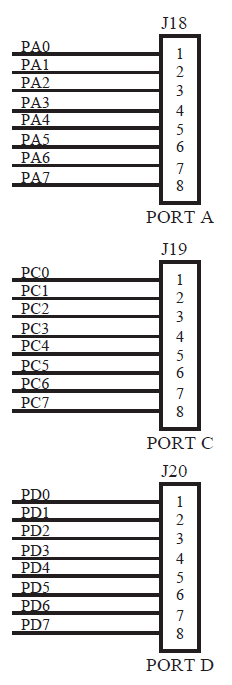 J18
PA0 1
PA1 2
PA2 3
PA3 4
PA4 5
PA5 6
PA6 7
PA7 8
PORT A
J19
PC0 1
PC1 2
PC2 3
PC3 4
PC4 5
PC5 6
PC6 7
PC7 8
PORT C
J20
PD0 1
PD1 2
PD2 3
PD3 4
PD4 5
PD5 6
PD6 7
PD7 8
PORT D